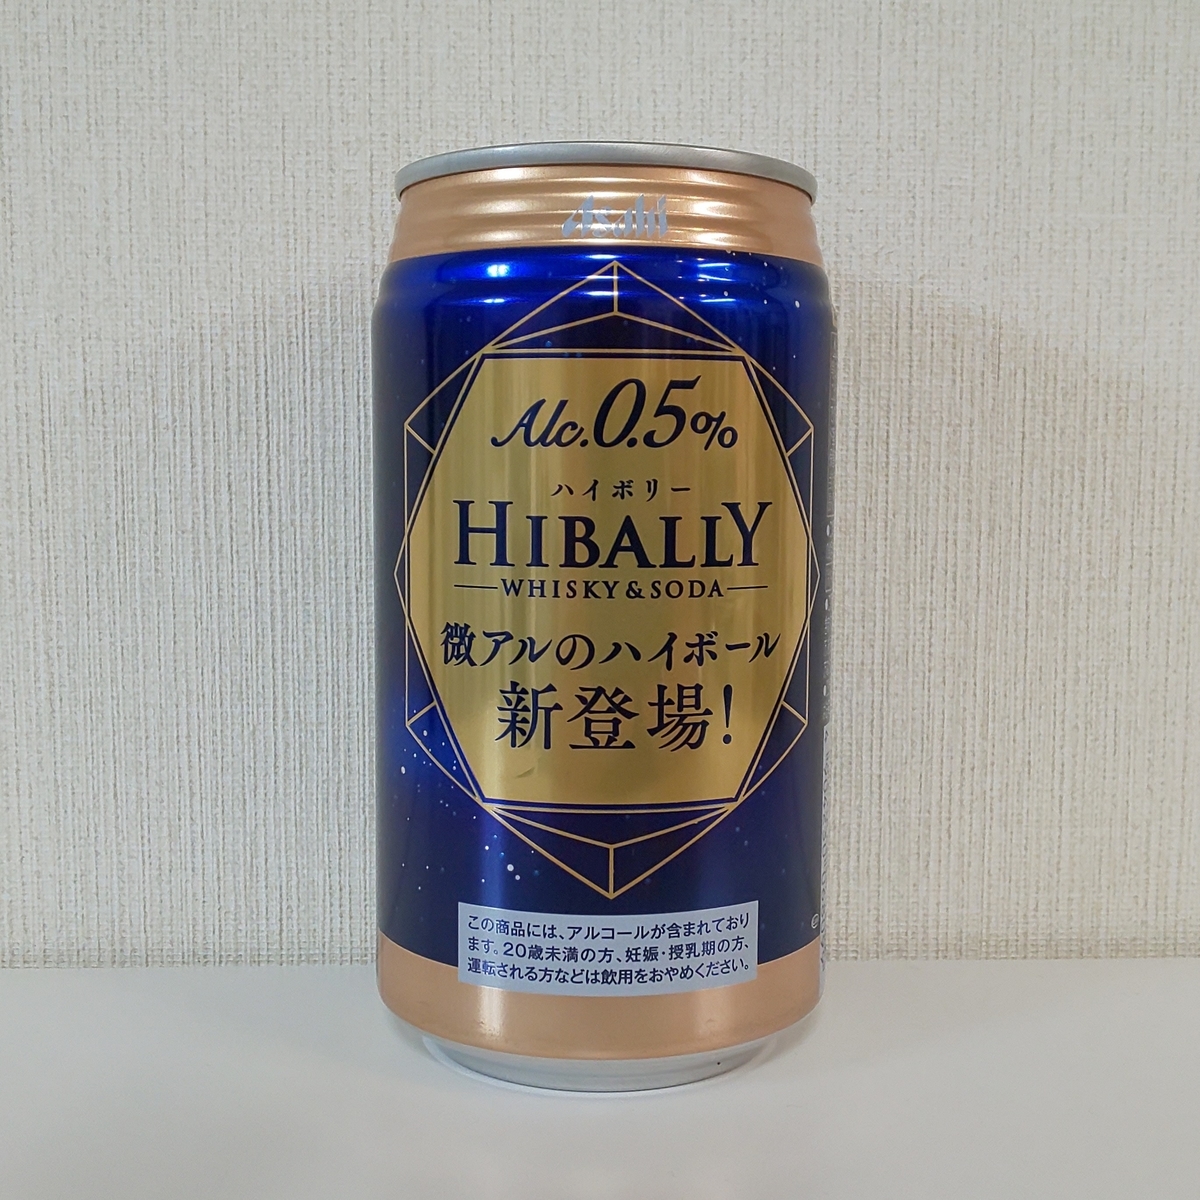 Asahi
Alc.0.5%
ハイボリー
HIBALLY
WHISKY&SODA
微アルのハイボール
新登場!
この商品には、アルコールが含まれており
ます。20歳未満の方、妊娠・授乳期の方、
運転される方などは飲用をおやめください。